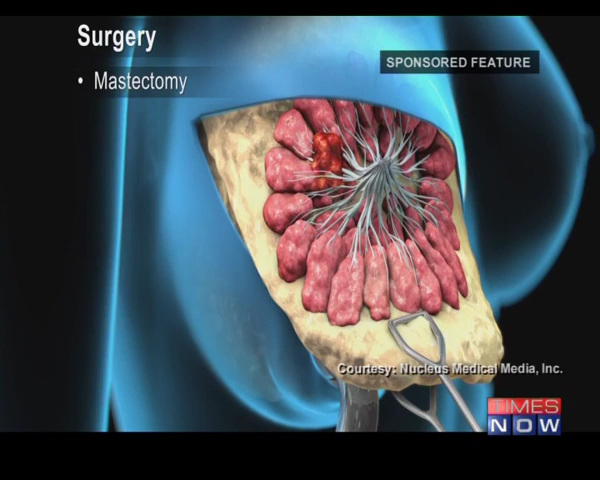 Surgery
SPONSORED FEATURE
• Mastectomy
Courtesy: Nucleus Medical Media, Inc.
TIMES
NOW